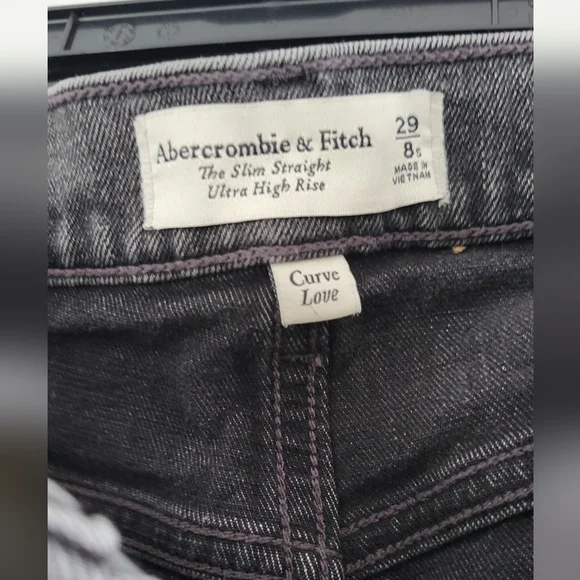 Abercrombie & Fitch
The Slim Straight
Ultra High Rise
29
8s
MADE IN
VIETNAM
Curve
Love